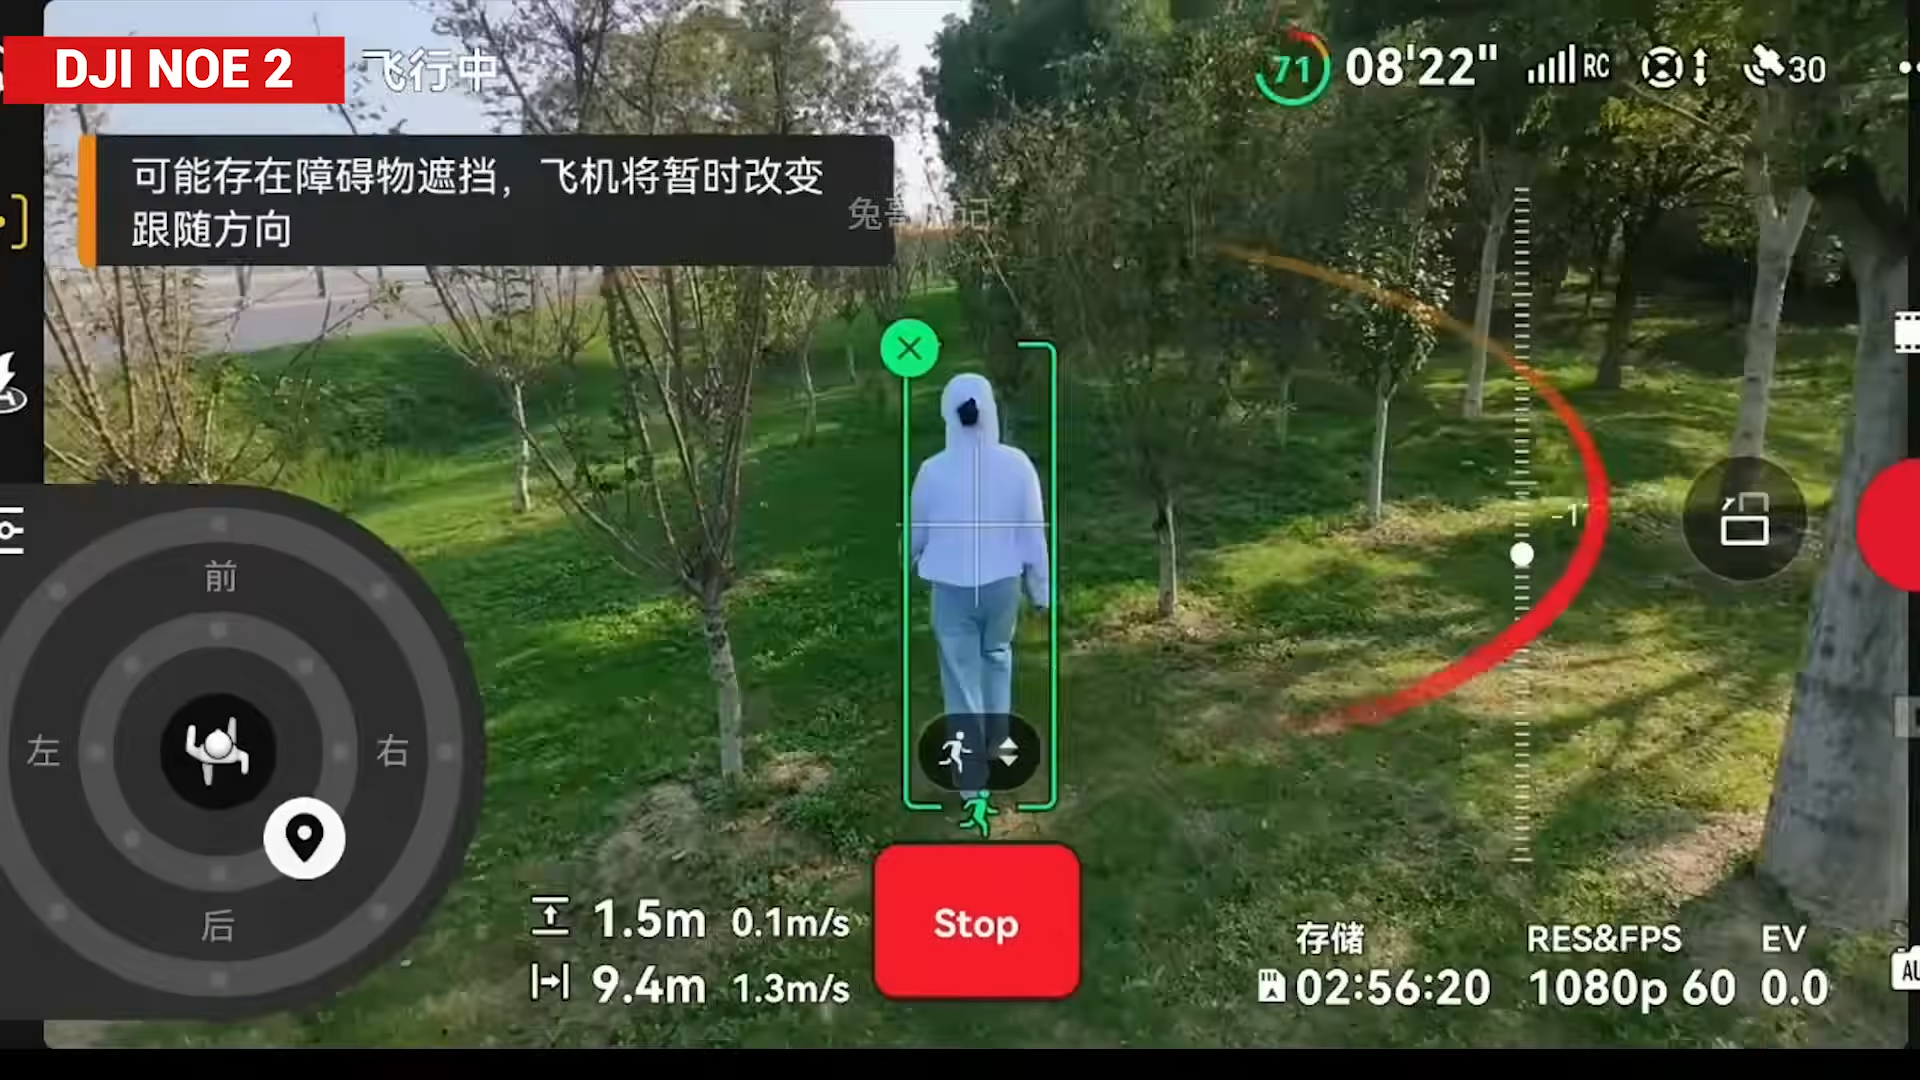 DJI NOE 2
飞行中
71
08'22"
RC
30
可能存在障碍物遮挡，飞机将暂时改变
跟随方向
-1°
前
左
右
后
1.5m 0.1m/s
9.4m 1.3m/s
Stop
存储
02:56:20
RES&FPS
1080p 60
EV
0.0